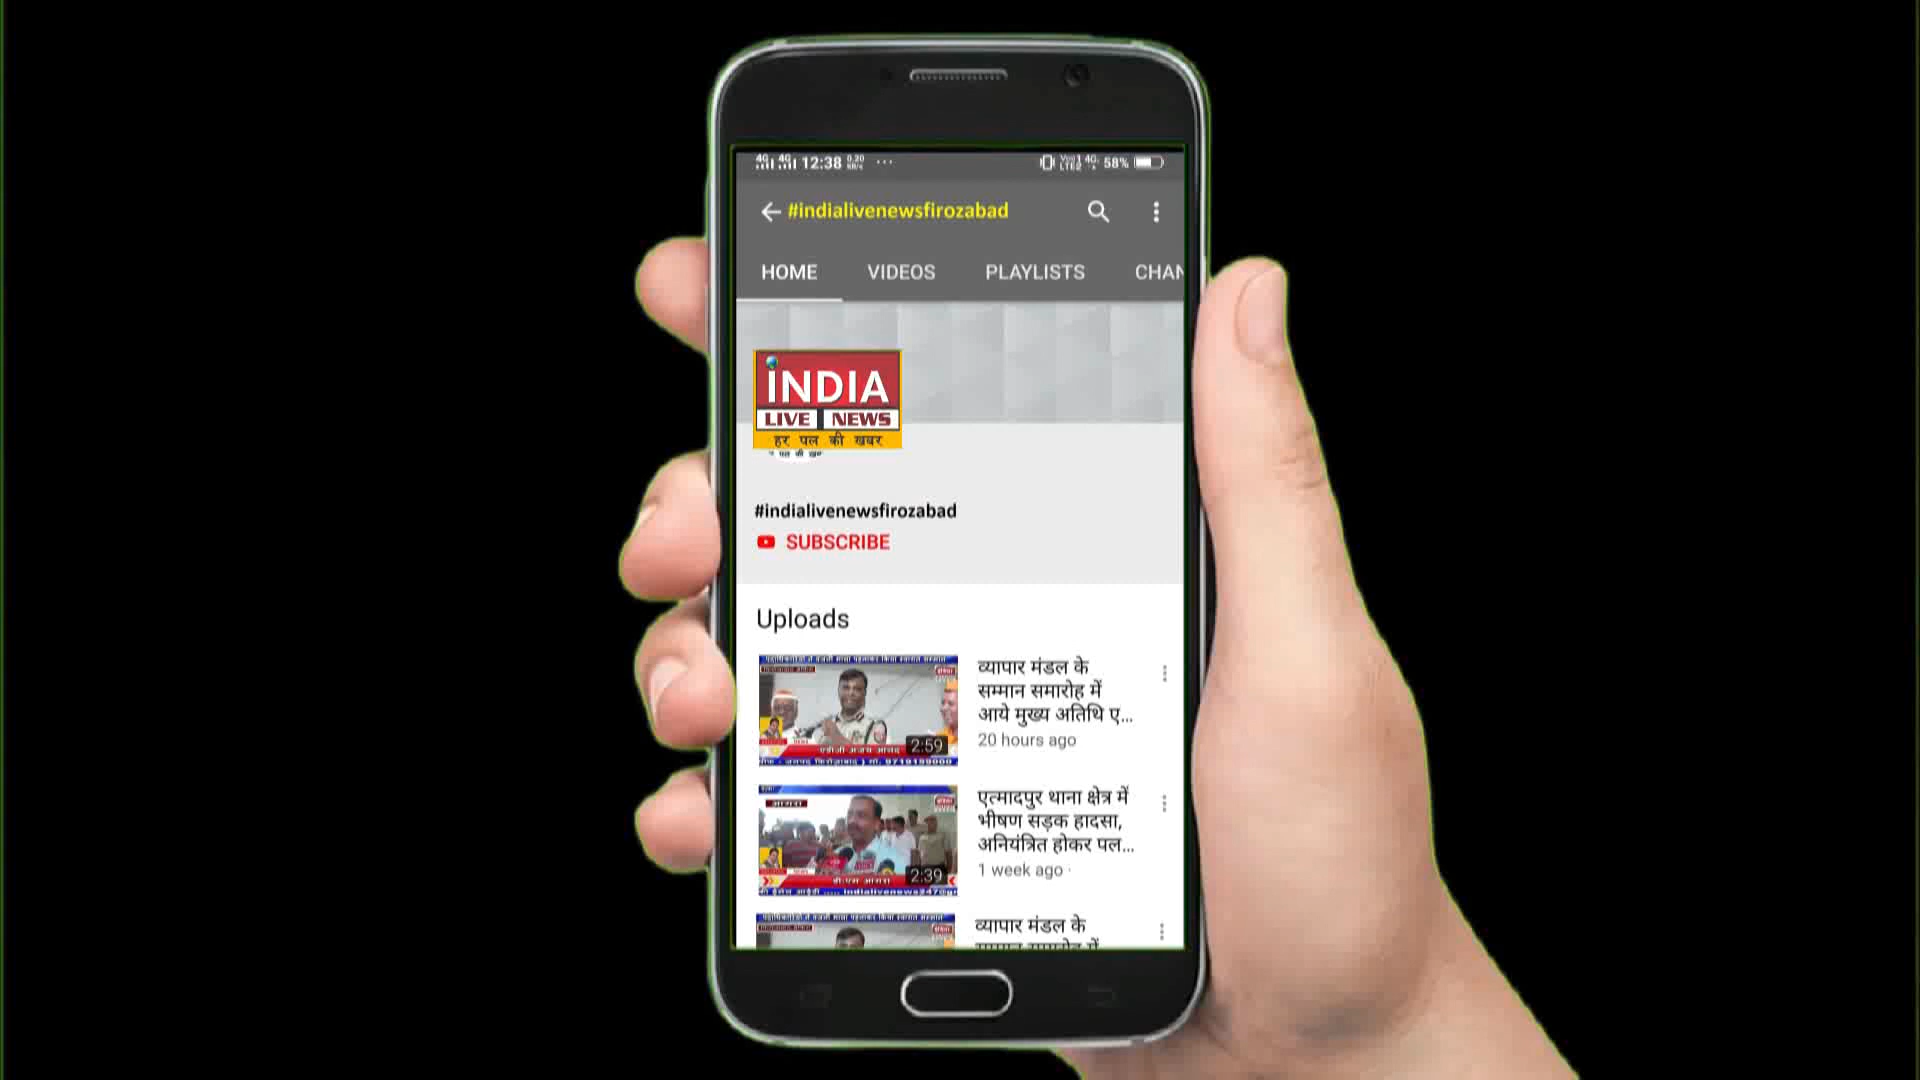 12:38
58%
#indialivenewsfirozabad
HOME VIDEOS PLAYLISTS CHAN
INDIA
LIVE NEWS
हर पल की खबर
#indialivenewsfirozabad
SUBSCRIBE
Uploads
व्यापार मंडल के
सम्मान समारोह में
आये मुख्य अतिथि ए...
20 hours ago
2:59
एत्मादपुर थाना क्षेत्र में
भीषण सड़क हादसा,
अनियंत्रित होकर पल...
1 week ago ·
आगरा
2:39
व्यापार मंडल के